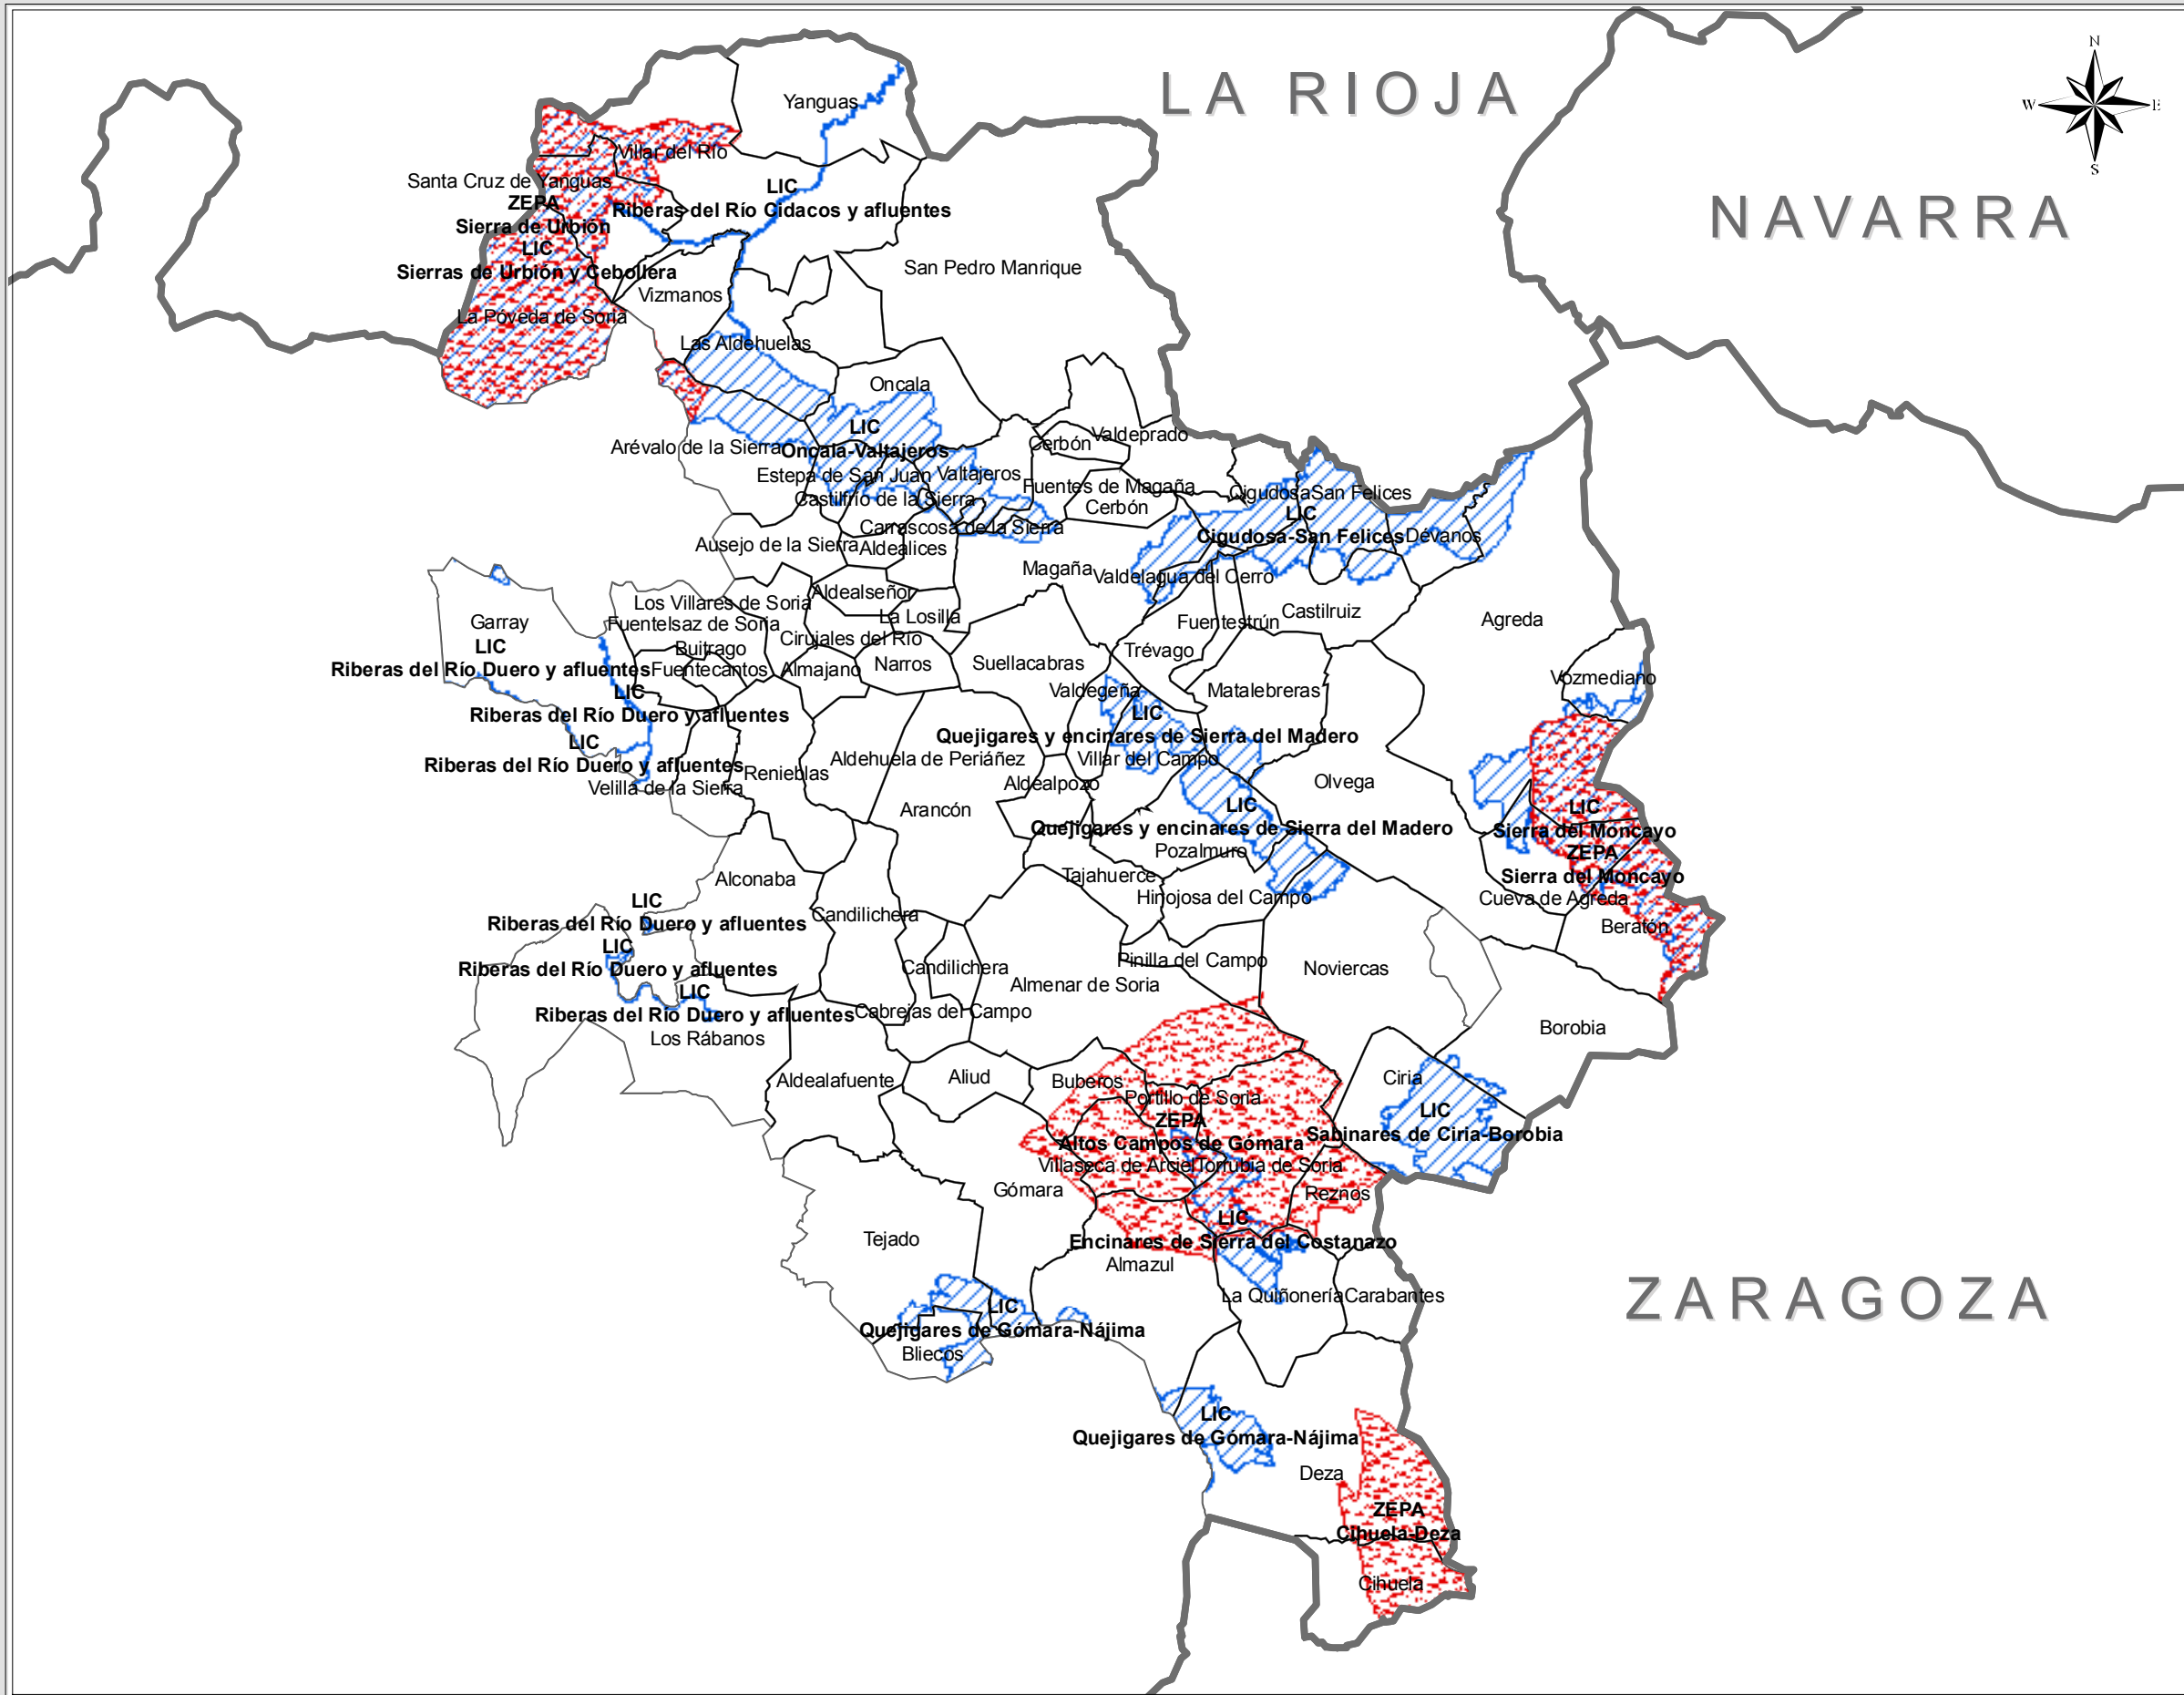 N
LA RIOJA
W
E
S
Yanguas
Villar del Río
Santa Cruz de Yanguas
NAVARRA
LIC
Riberas del Río Cidacos y afluentes
ZEPA
Sierra de Urbión
LIC
Sierras de Urbión y Cebollera
San Pedro Manrique
Vizmanos
La Póveda de Soria
Las Aldehuelas
Oncala
LIC
Oncala-Valtajeros
Arévalo de la Sierra
Cerbón
Valdeprado
Estepa de San Juan
Valtajeros
Fuentes de Magaña
Cigudosa
San Felices
Castilfrío de la Sierra
Cerbón
LIC
Cigudosa-San Felices
Dévanos
Carrascosa de la Sierra
Ausejo de la Sierra
Aldealices
Magaña
Valdelagua del Cerro
Aldealseñor
Los Villares de Soria
La Losilla
Castilruiz
Agreda
Garray
Fuentelsaz de Soria
Fuentestrún
LIC
Riberas del Río Duero y afluentes
Cirujales del Río
Buitrago
Trévago
Fuentecantos
Almajano
Narros
Suellacabras
Vozmediano
Valdegeña
Matalebreras
LIC
Riberas del Río Duero y afluentes
LIC
Quejigares y encinares de Sierra del Madero
LIC
Riberas del Río Duero y afluentes
Aldehuela de Periáñez
Villar del Campo
Renieblas
Velilla de la Sierra
Aldealpozo
Olvega
Arancón
LIC
Quejigares y encinares de Sierra del Madero
LIC
Sierra del Moncayo
Pozalmuro
ZEPA
Sierra del Moncayo
Alconaba
Tajahuerce
Hinojosa del Campo
Cueva de Agreda
LIC
Riberas del Río Duero y afluentes
Candilichera
Beratón
LIC
Riberas del Río Duero y afluentes
Candilichera
Pinilla del Campo
Noviercas
Almenar de Soria
LIC
Riberas del Río Duero y afluentes
Cabrejas del Campo
Los Rábanos
Borobia
Aldealafuente
Aliud
Buberos
Ciria
Portillo de Soria
ZEPA
Altos Campos de Gómara
LIC
Sabinares de Ciria-Borobia
Villaseca de Arciel
Torrubia de Soria
Gómara
Reznos
LIC
Encinares de Sierra del Costanazo
Tejado
Almazul
La Quiñonería
Carabantes
ZARAGOZA
LIC
Quejigares de Gómara-Nájima
Bliecos
LIC
Quejigares de Gómara-Nájima
Deza
ZEPA
Cihuela-Deza
Cihuela